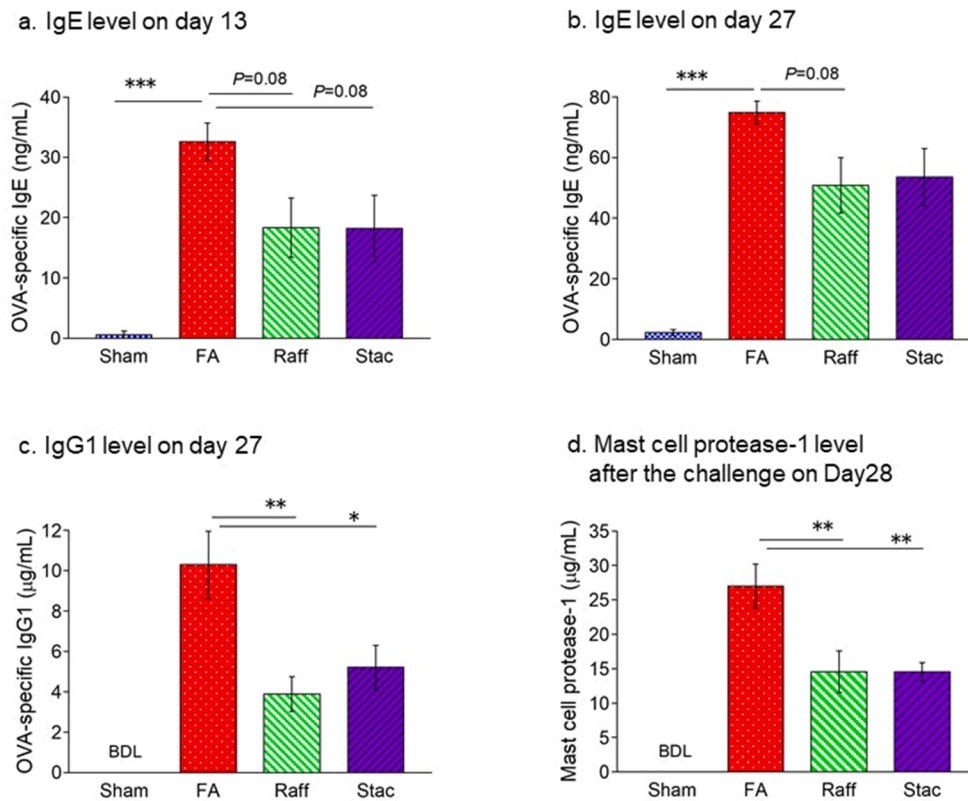 a. IgE level on day 13
***
P=0.08
P=0.08
OVA-specific IgE (ng/mL)
40
30
20
10
0
Sham FA Raff Stac
b. IgE level on day 27
***
P=0.08
OVA-specific IgE (ng/mL)
80
60
40
20
0
Sham FA Raff Stac
c. IgG1 level on day 27
**
*
OVA-specific IgG1 (μg/mL)
12
10
8
6
4
2
0
BDL
Sham FA Raff Stac
d. Mast cell protease-1 level
after the challenge on Day28
**
**
Mast cell protease-1 (μg/mL)
35
30
25
20
15
10
5
0
BDL
Sham FA Raff Stac